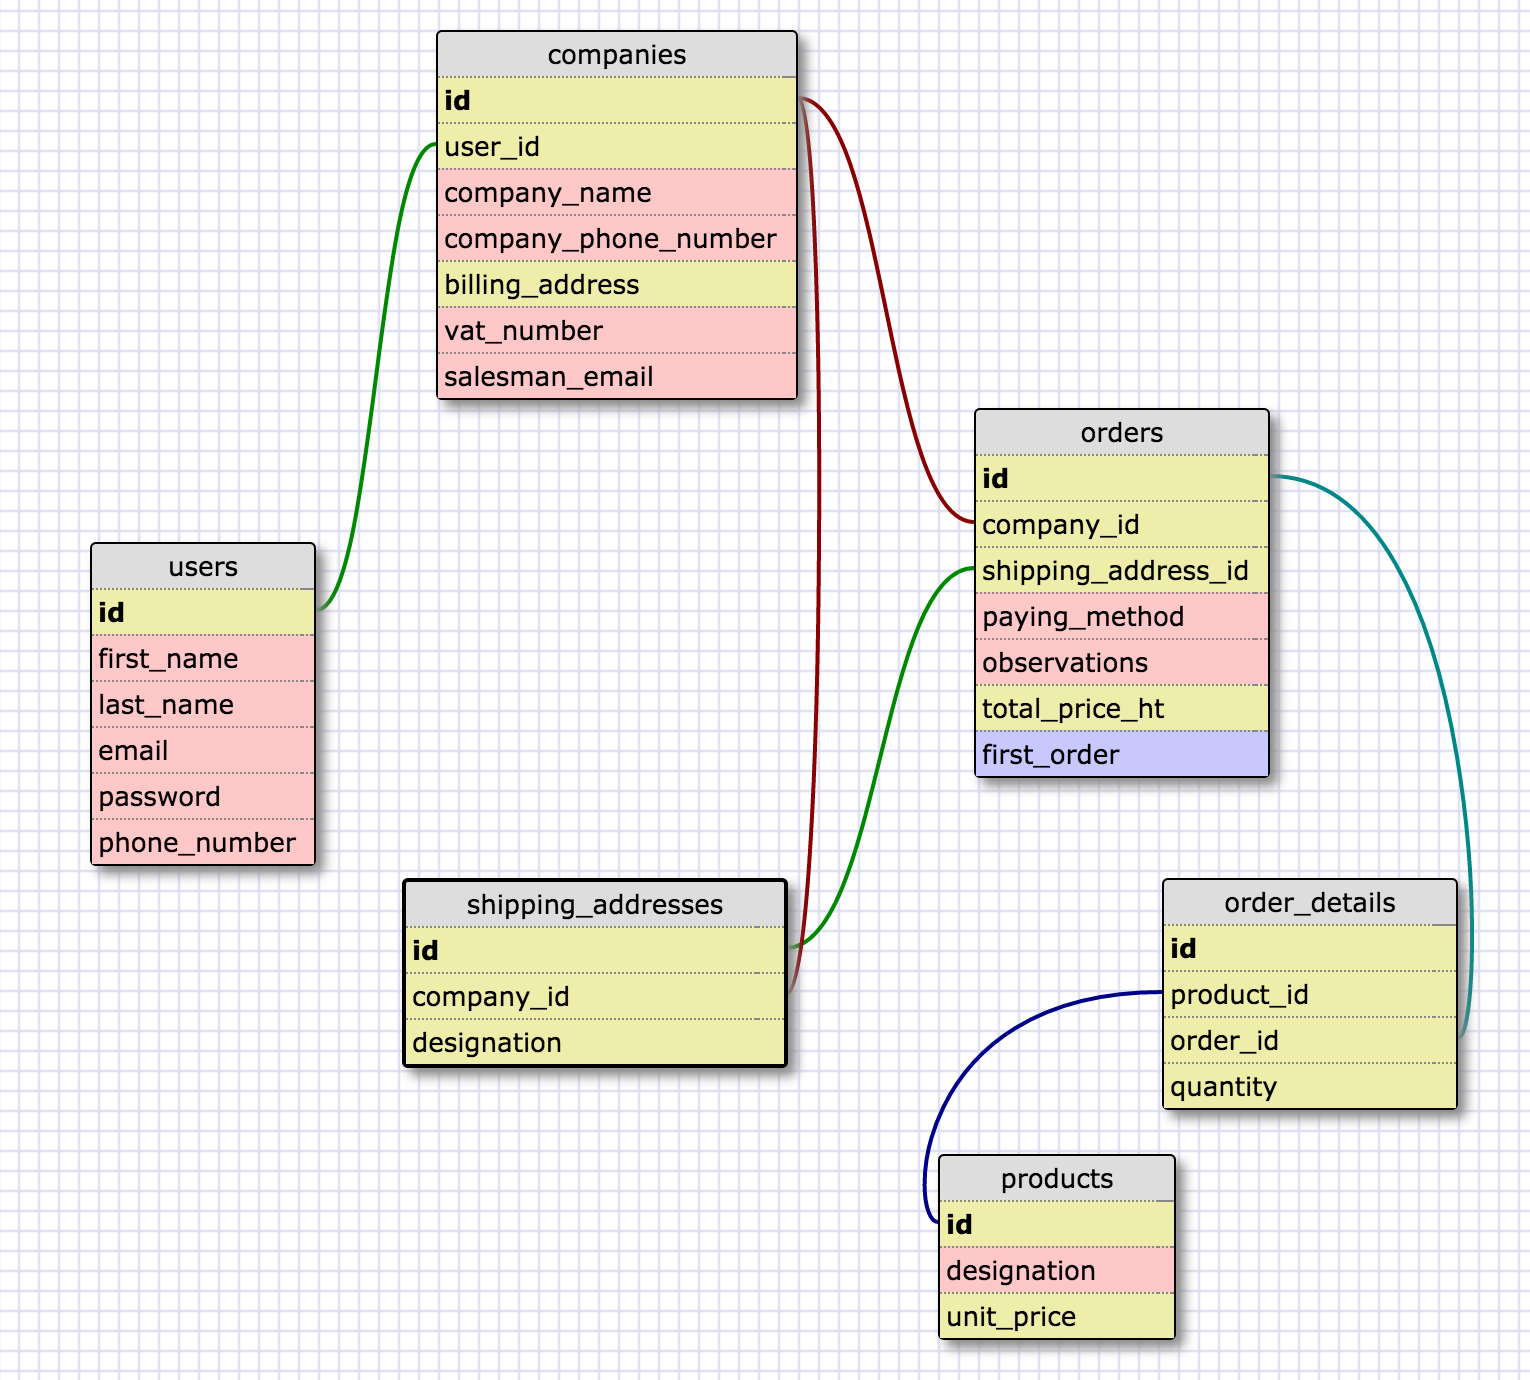 companies
id
user_id
company_name
company_phone_number
billing_address
vat_number
salesman_email
orders
id
company_id
shipping_address_id
paying_method
observations
total_price_ht
first_order
users
id
first_name
last_name
email
password
phone_number
shipping_addresses
id
company_id
designation
order_details
id
product_id
order_id
quantity
products
id
designation
unit_price